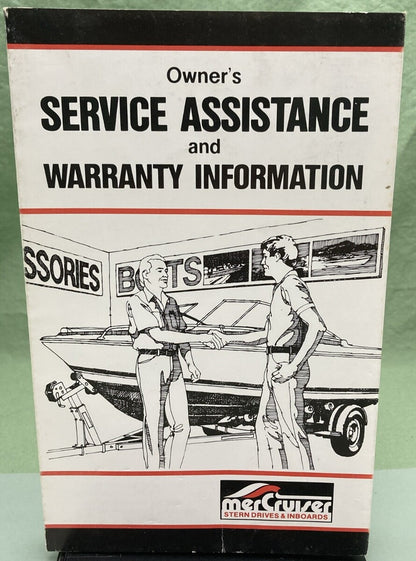 Owner's
SERVICE ASSISTANCE
and
WARRANTY INFORMATION
SSORIES
BOATS
merCruiser
STERN DRIVES & INBOARDS